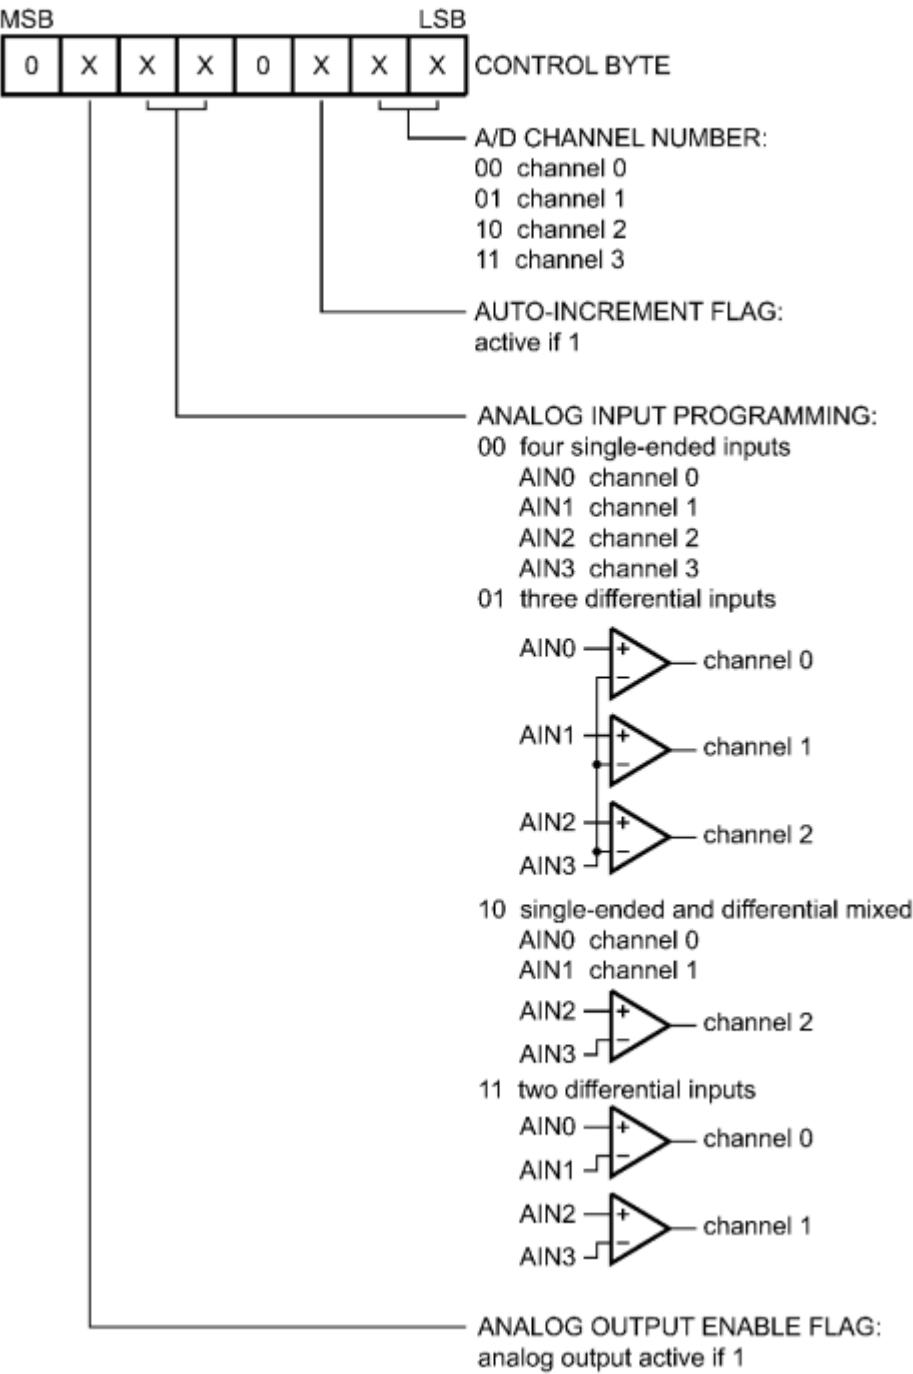 MSB LSB
0 X X X 0 X X X CONTROL BYTE
A/D CHANNEL NUMBER:
00 channel 0
01 channel 1
10 channel 2
11 channel 3
AUTO-INCREMENT FLAG:
active if 1
ANALOG INPUT PROGRAMMING:
00 four single-ended inputs
AIN0 channel 0
AIN1 channel 1
AIN2 channel 2
AIN3 channel 3
01 three differential inputs
AIN0 + − channel 0
AIN1 + − channel 1
AIN2 + − channel 2
AIN3
10 single-ended and differential mixed
AIN0 channel 0
AIN1 channel 1
AIN2 + − channel 2
AIN3
11 two differential inputs
AIN0 + − channel 0
AIN1
AIN2 + − channel 1
AIN3
ANALOG OUTPUT ENABLE FLAG:
analog output active if 1